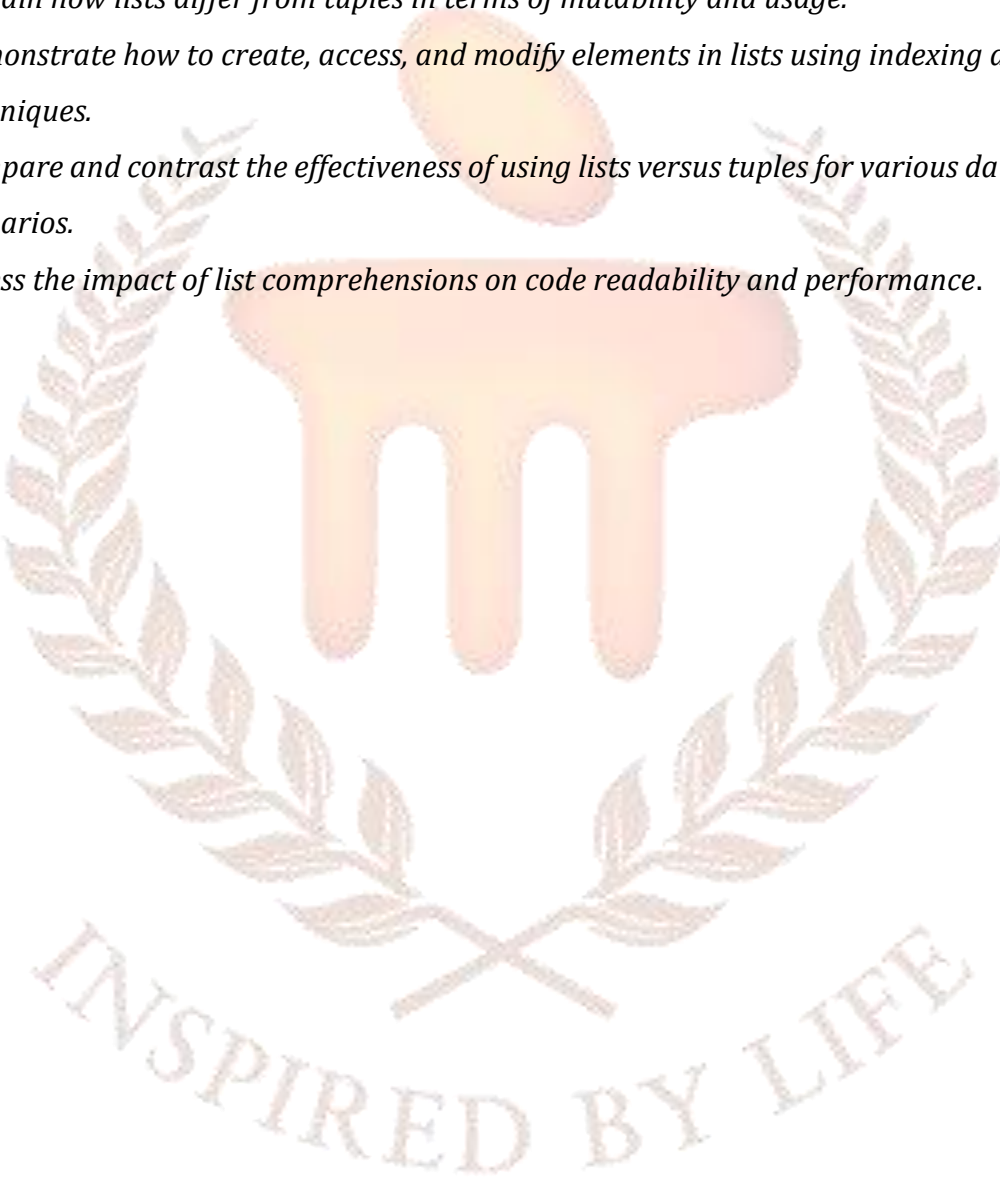 ain how lists differ from tuples in terms of mutability and usage.
onstrate how to create, access, and modify elements in lists using indexing
niques.
pare and contrast the effectiveness of using lists versus tuples for various da
arios.
ss the impact of list comprehensions on code readability and performance.
INSPIRED BY LIFE